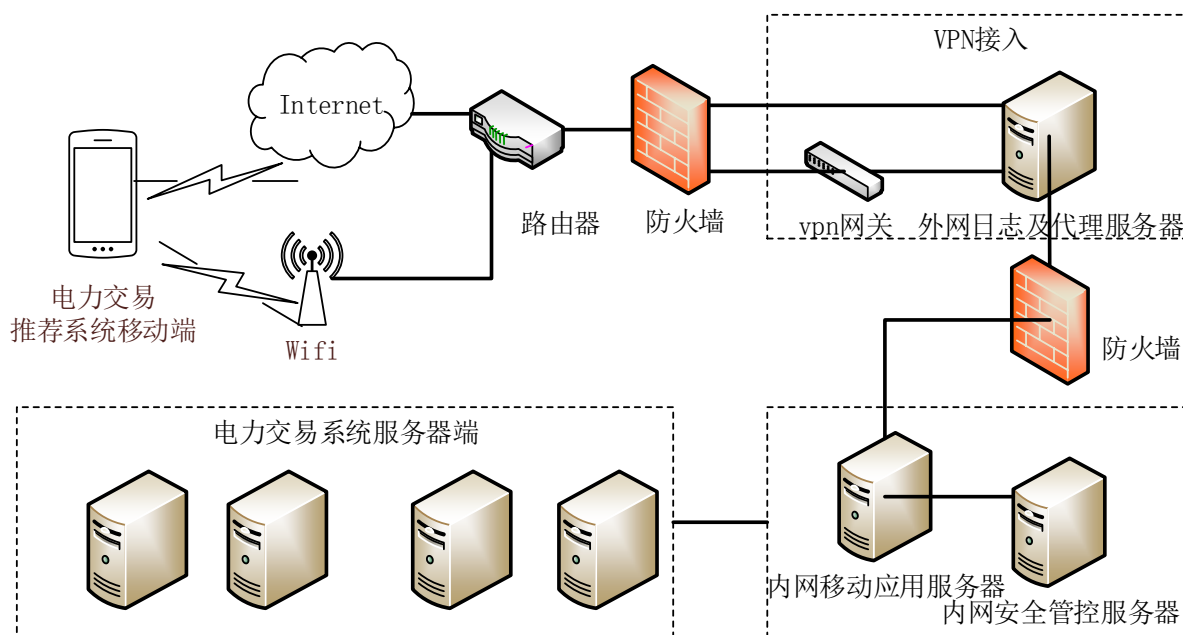 VPN接入
Internet
路由器
防火墙
vpn网关
外网日志及代理服务器
电力交易
推荐系统移动端
Wifi
防火墙
电力交易系统服务器端
内网移动应用服务器
内网安全管控服务器